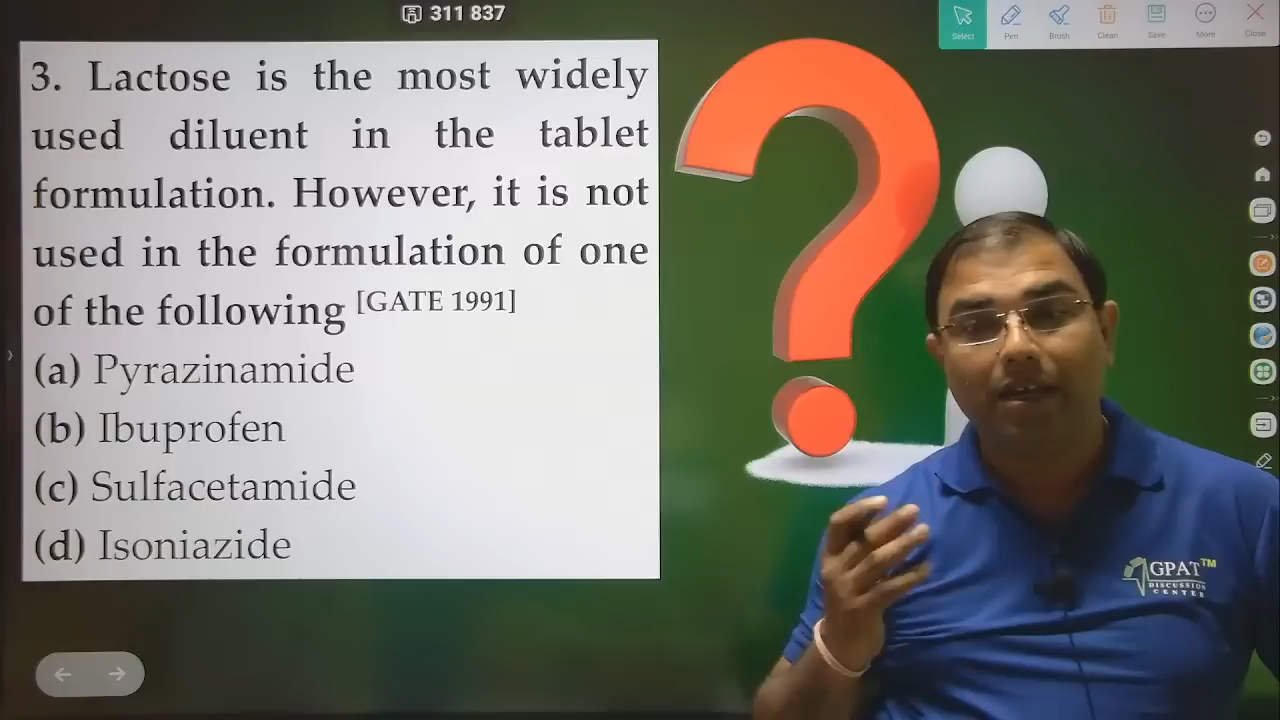 311 837
Select Pen Brush Clean Save More Close
3. Lactose is the most widely
used diluent in the tablet
formulation. However, it is not
used in the formulation of one
of the following [GATE 1991]
(a) Pyrazinamide
(b) Ibuprofen
(c) Sulfacetamide
(d) Isoniazide
GPAT™
DISCUSSION
CENTER